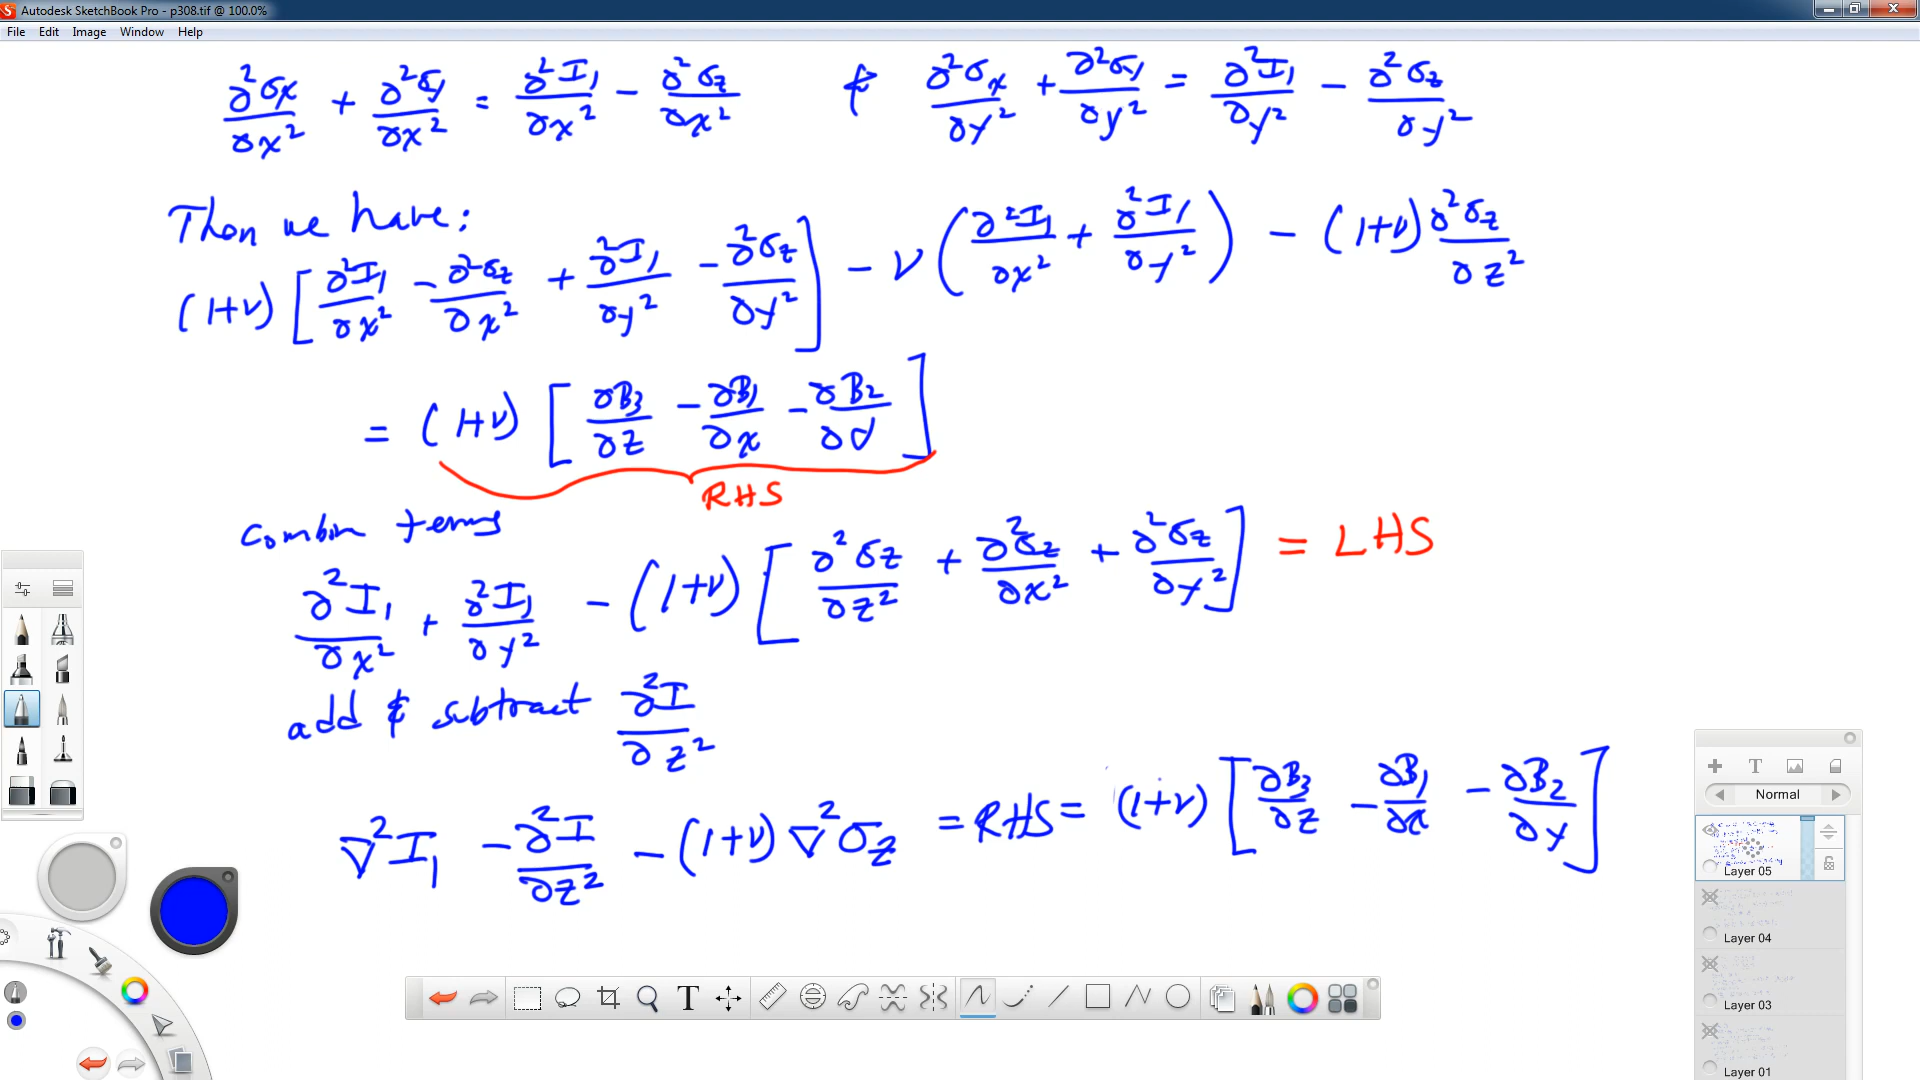 Autodesk SketchBook Pro - p308.tif @ 100.0%
File Edit Image Window Help
∂²σx/∂x² + ∂²σy/∂x² = ∂²I₁/∂x² − ∂²σz/∂x² & ∂²σx/∂y² + ∂²σy/∂y² = ∂²I₁/∂y² − ∂²σz/∂y²
Then we have:
(1+ν) [∂²I₁/∂x² − ∂²σz/∂x² + ∂²I₁/∂y² − ∂²σz/∂y²] − ν (∂²I₁/∂x² + ∂²I₁/∂y²) − (1+ν) ∂²σz/∂z²
= (1+ν) [∂B₃/∂z − ∂B₁/∂x − ∂B₂/∂y]
RHS
Combin terms
∂²I₁/∂x² + ∂²I₁/∂y² − (1+ν) [∂²σz/∂z² + ∂²σz/∂x² + ∂²σz/∂y²] = LHS
add & subtract ∂²I/∂z²
∇²I₁ − ∂²I/∂z² − (1+ν) ∇²σz = RHS = (1+ν) [∂B₃/∂z − ∂B₁/∂x − ∂B₂/∂y]
Normal
Layer 05
Layer 04
Layer 03
Layer 01